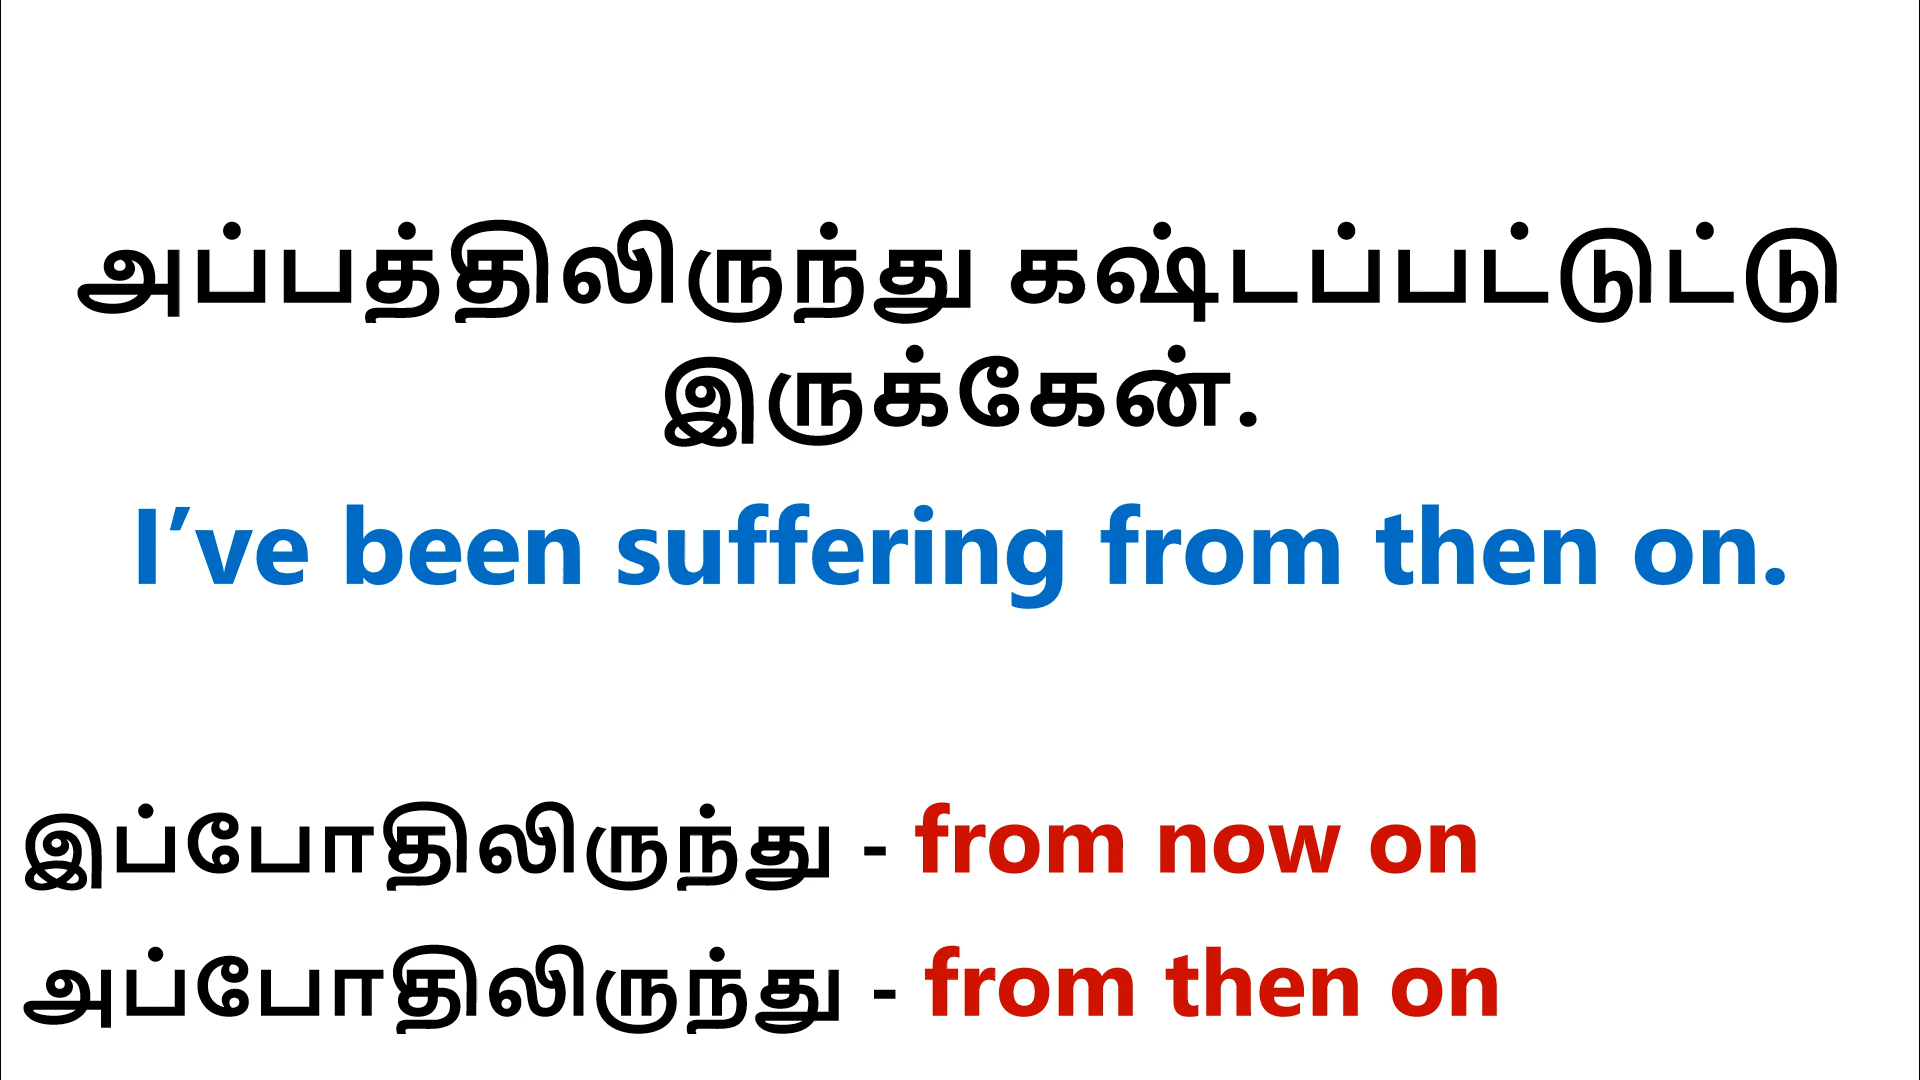 அப்பத்திலிருந்து கஷ்டப்பட்டுட்டு
இருக்கேன்.
I’ve been suffering from then on.
இப்போதிலிருந்து - from now on
அப்போதிலிருந்து - from then on